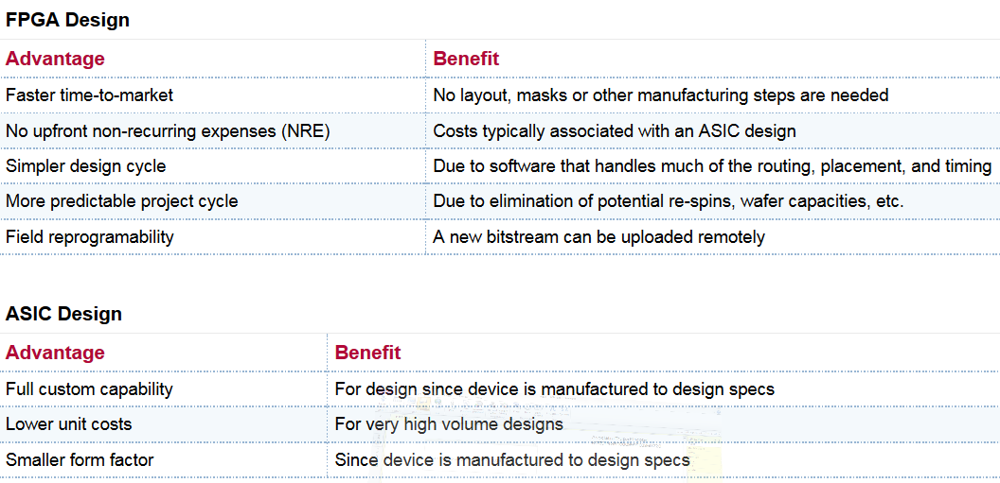 FPGA Design
Advantage Benefit
Faster time-to-market No layout, masks or other manufacturing steps are needed
No upfront non-recurring expenses (NRE) Costs typically associated with an ASIC design
Simpler design cycle Due to software that handles much of the routing, placement, and timing
More predictable project cycle Due to elimination of potential re-spins, wafer capacities, etc.
Field reprogramability A new bitstream can be uploaded remotely
ASIC Design
Advantage Benefit
Full custom capability For design since device is manufactured to design specs
Lower unit costs For very high volume designs
Smaller form factor Since device is manufactured to design specs